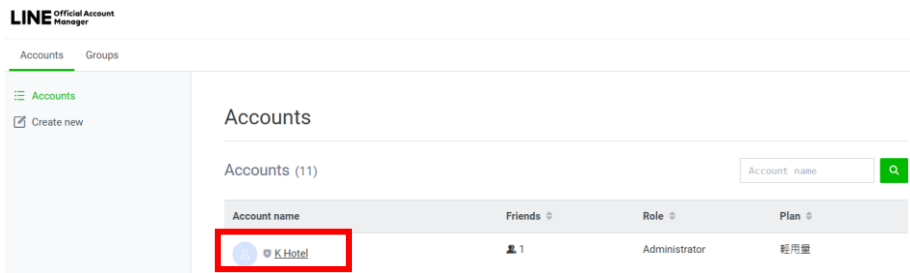 LINE Official Account Manager
Accounts Groups
Accounts
Create new
Accounts
Accounts (11)
Account name
Account name Friends Role Plan
K Hotel 1 Administrator 輕用量